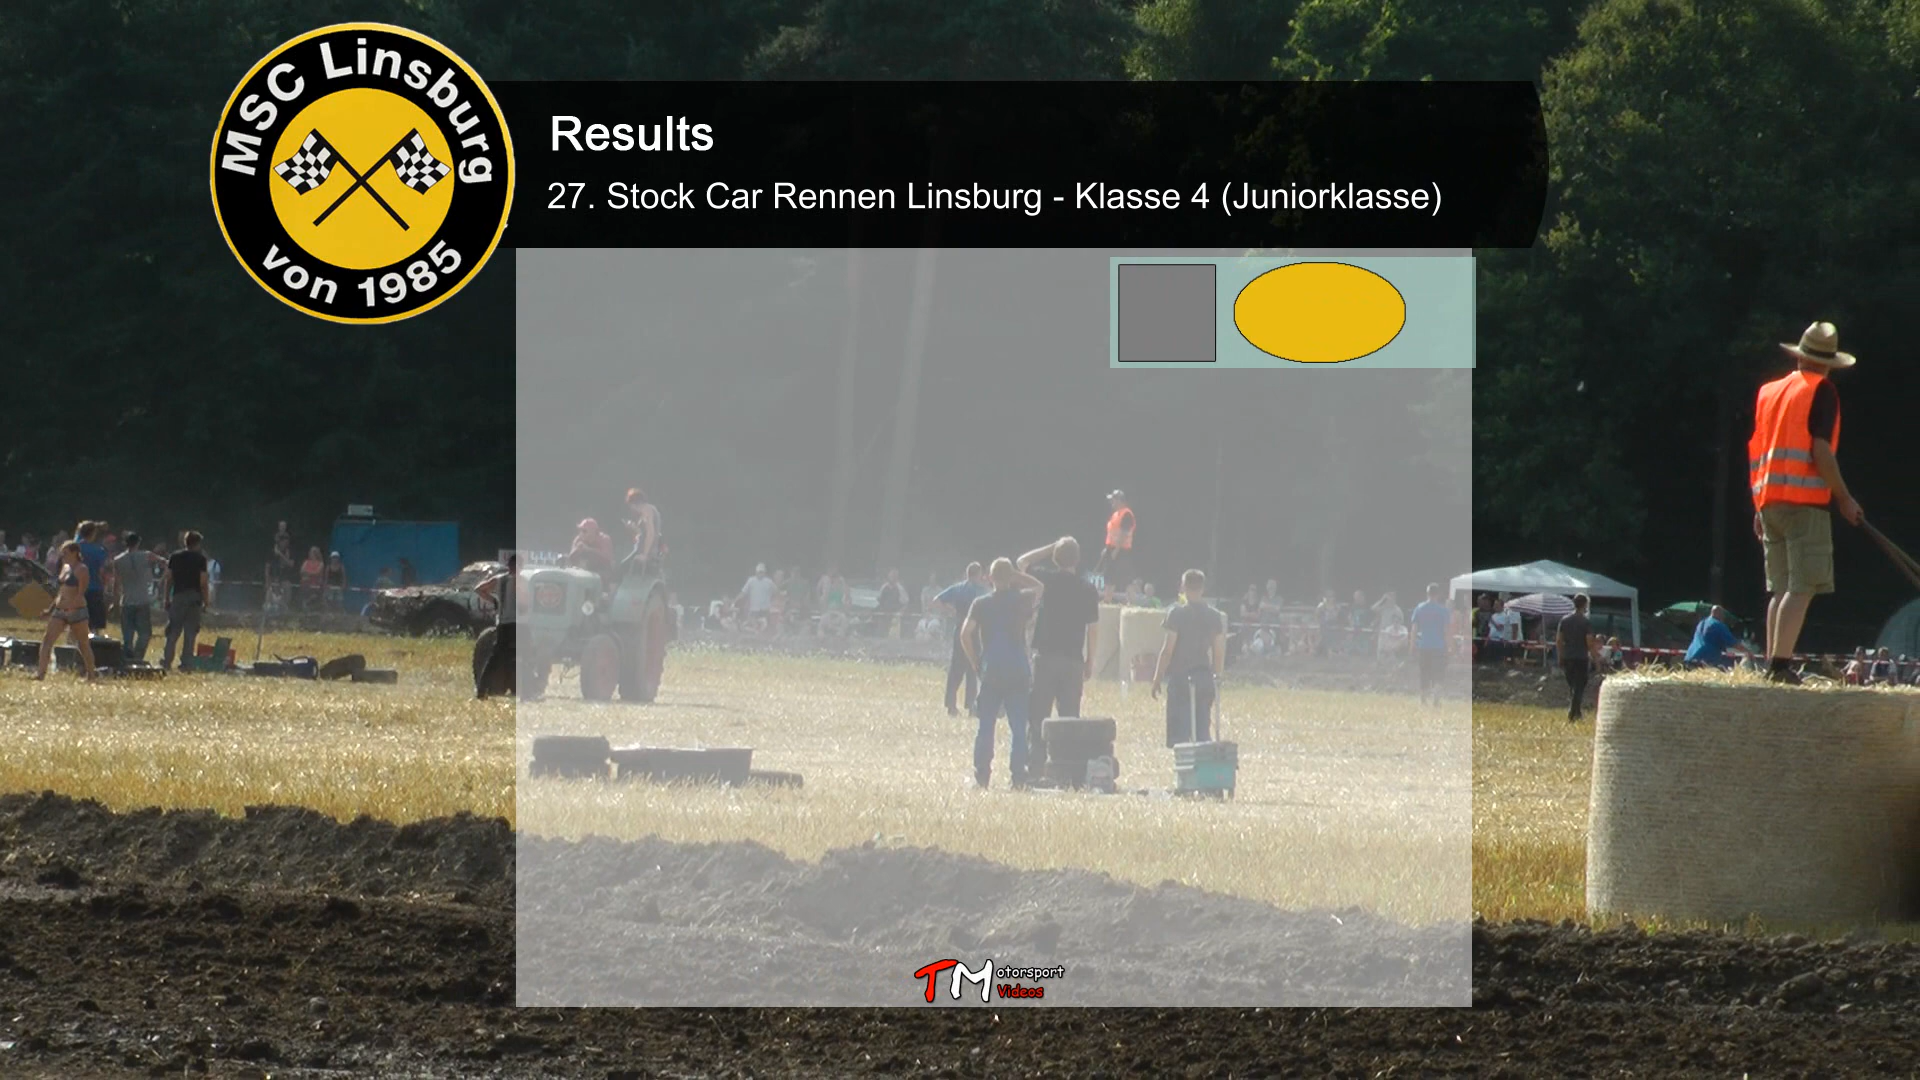 MSC Linsburg
von 1985
Results
27. Stock Car Rennen Linsburg - Klasse 4 (Juniorklasse)
TMotorsport
Videos